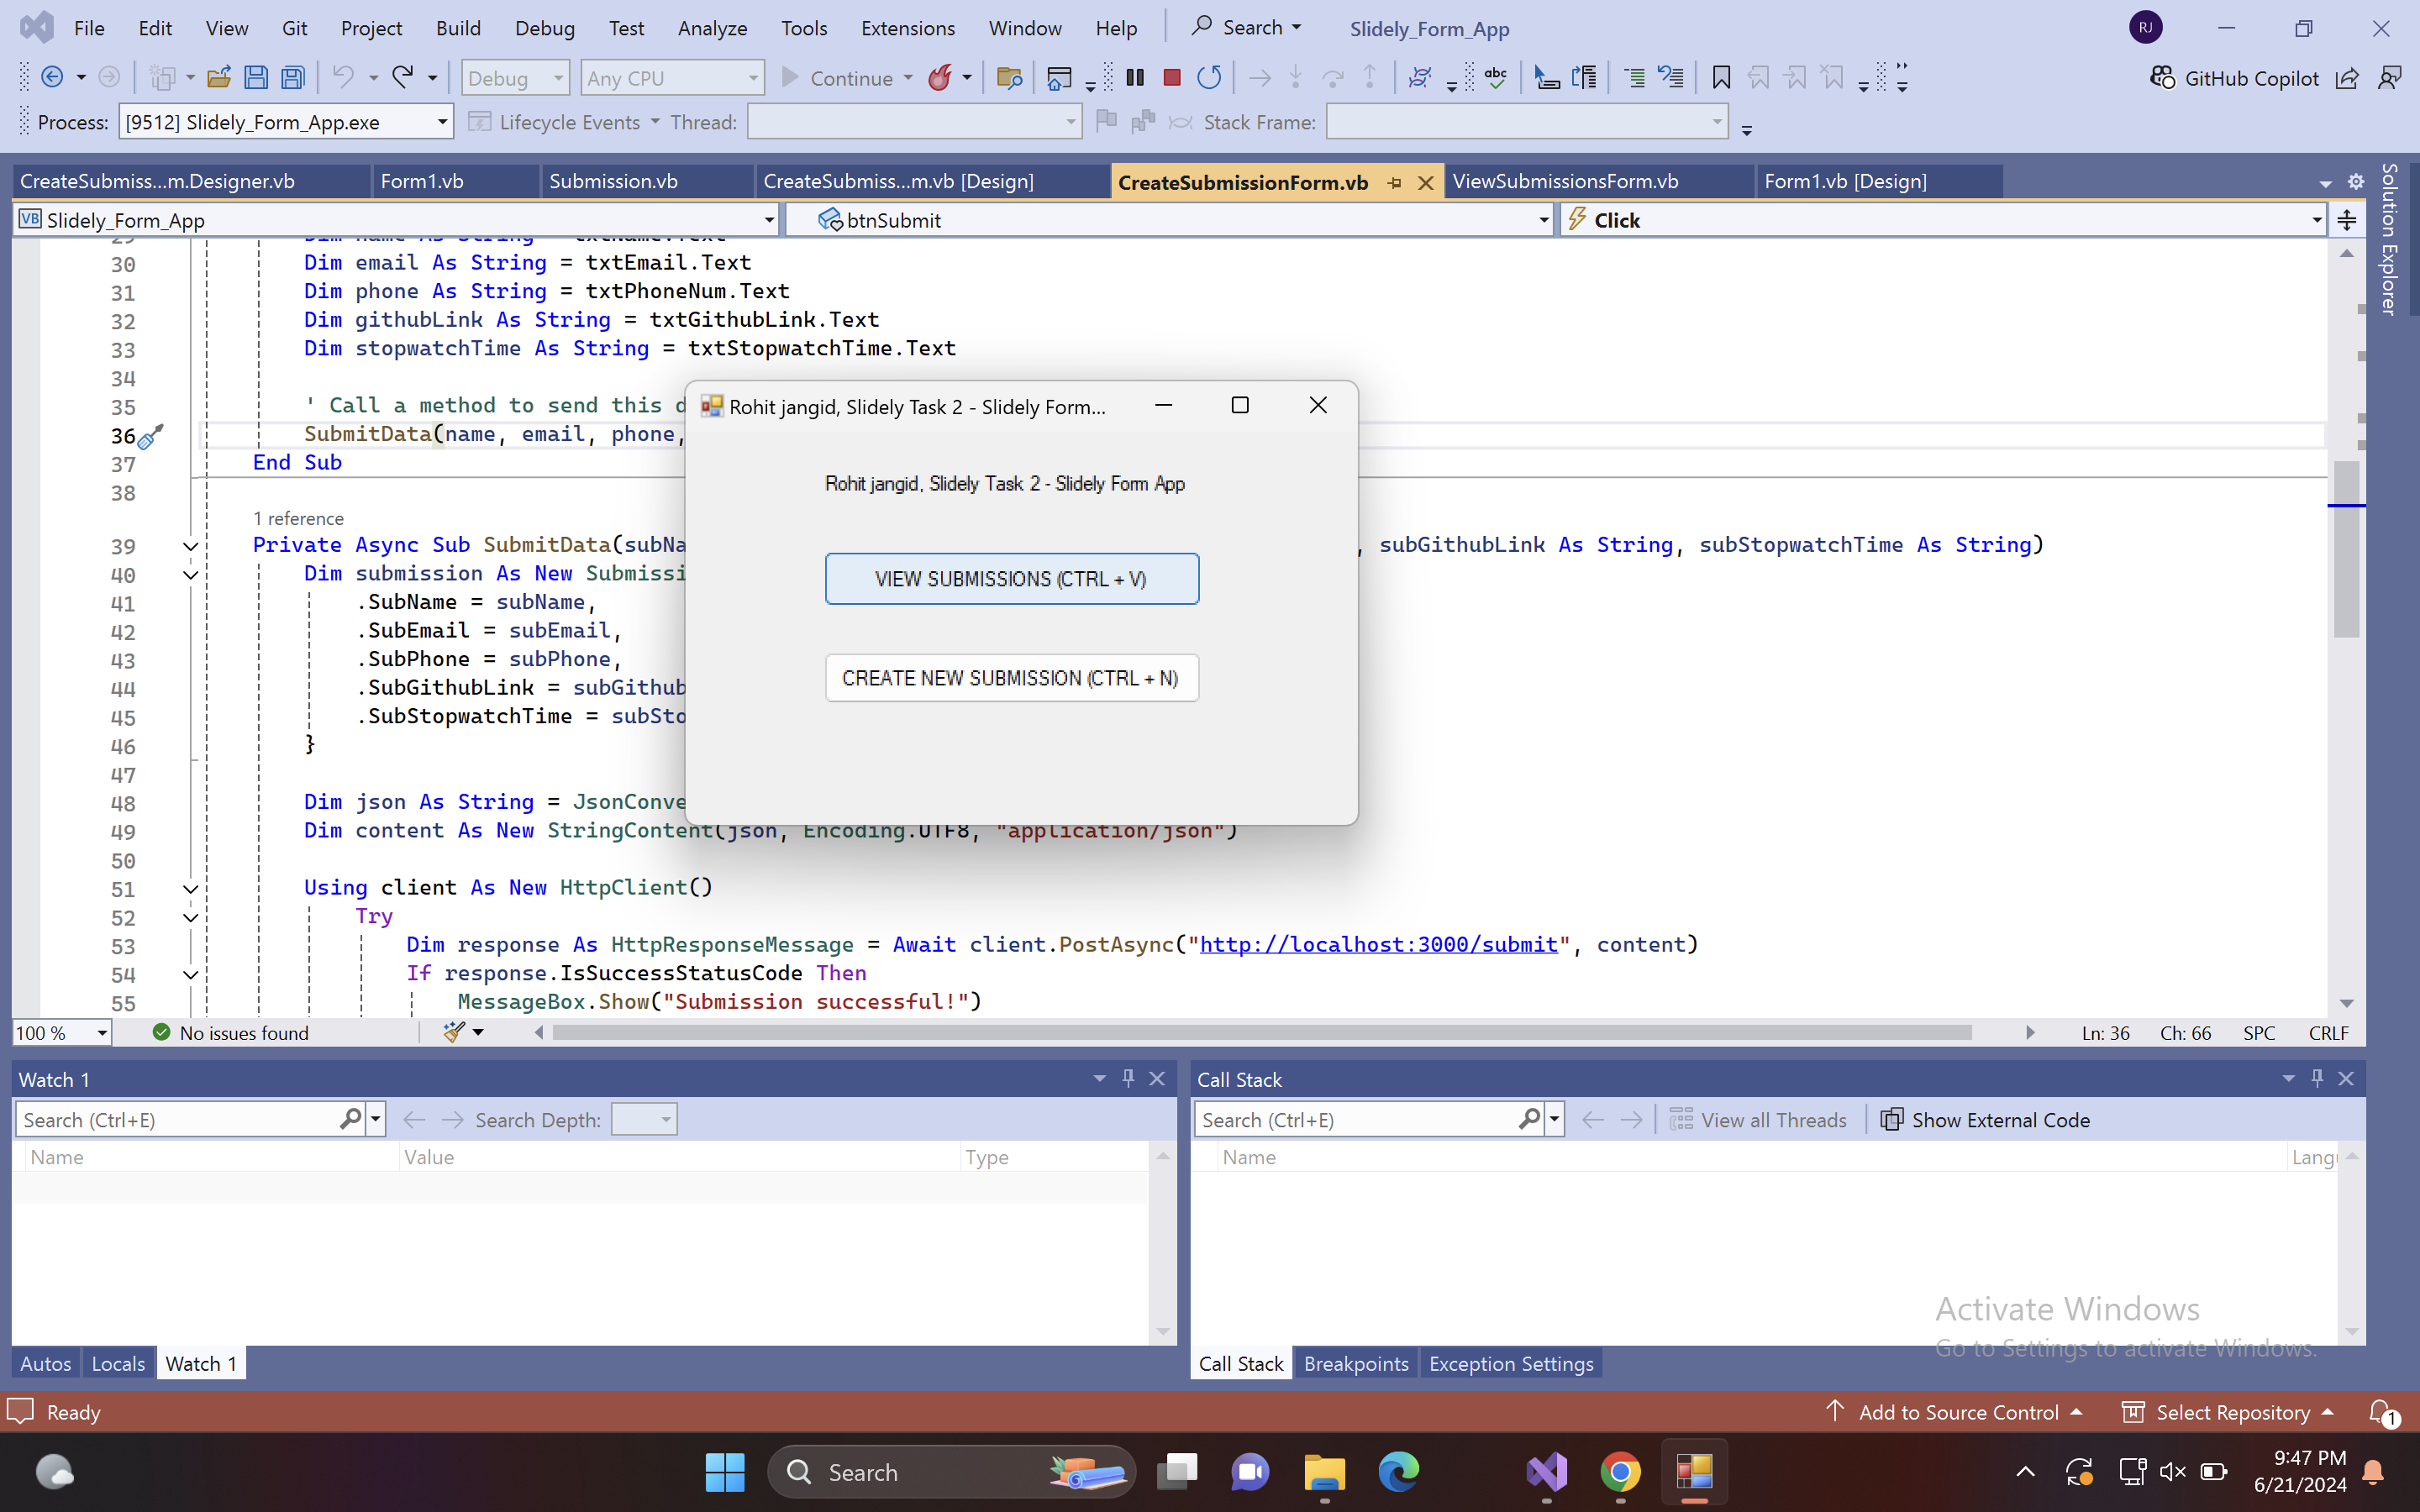 File Edit View Git Project Build Debug Test Analyze Tools Extensions Window Help Search Slidely_Form_App RJ
Debug Any CPU Continue abc GitHub Copilot
Process: [9512] Slidely_Form_App.exe Lifecycle Events Thread: Stack Frame:
CreateSubmiss...m.Designer.vb Form1.vb Submission.vb CreateSubmiss...m.vb [Design] CreateSubmissionForm.vb ViewSubmissionsForm.vb Form1.vb [Design]
Solution Explorer
VB Slidely_Form_App btnSubmit Click
30 Dim email As String = txtEmail.Text
31 Dim phone As String = txtPhoneNum.Text
32 Dim githubLink As String = txtGithubLink.Text
33 Dim stopwatchTime As String = txtStopwatchTime.Text
34
35 ' Call a method to send this d
36 SubmitData(name, email, phone,
37 End Sub
38
1 reference
39 Private Async Sub SubmitData(subNa , subGithubLink As String, subStopwatchTime As String)
40 Dim submission As New Submissi
41 .SubName = subName,
42 .SubEmail = subEmail,
43 .SubPhone = subPhone,
44 .SubGithubLink = subGithub
45 .SubStopwatchTime = subSto
46 }
47
48 Dim json As String = JsonConve
49 Dim content As New StringContent(json, Encoding.UTF8, "application/json")
50
51 Using client As New HttpClient()
52 Try
53 Dim response As HttpResponseMessage = Await client.PostAsync("http://localhost:3000/submit", content)
54 If response.IsSuccessStatusCode Then
55 MessageBox.Show("Submission successful!")
Rohit jangid, Slidely Task 2 - Slidely Form...
Rohit jangid, Slidely Task 2 - Slidely Form App
VIEW SUBMISSIONS (CTRL + V)
CREATE NEW SUBMISSION (CTRL + N)
100 % No issues found Ln: 36 Ch: 66 SPC CRLF
Watch 1
Search (Ctrl+E) Search Depth:
Name Value Type
Autos Locals Watch 1
Call Stack
Search (Ctrl+E) View all Threads Show External Code
Name Langu
Activate Windows
Go to Settings to activate Windows.
Call Stack Breakpoints Exception Settings
Ready Add to Source Control Select Repository 1
Search
9:47 PM
6/21/2024